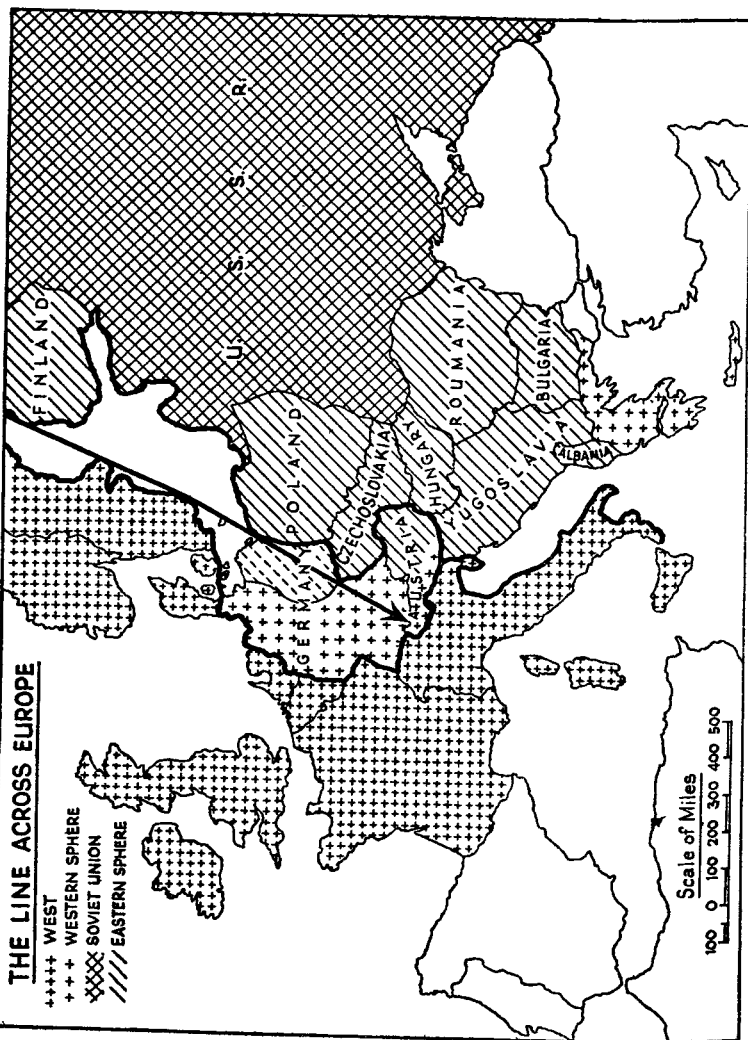 THE LINE ACROSS EUROPE
WEST
WESTERN SPHERE
SOVIET UNION
EASTERN SPHERE
FINLAND
U. S. S. R.
POLAND
GERMANY
CZECHOSLOVAKIA
AUSTRIA
HUNGARY
ROUMANIA
YUGOSLAVIA
BULGARIA
ALBANIA
Scale of Miles
100 0 100 200 300 400 500